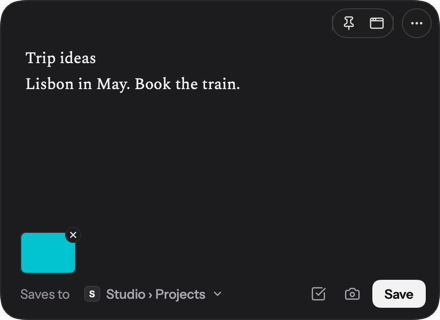 Trip ideas
Lisbon in May. Book the train.
Saves to S Studio › Projects
Save